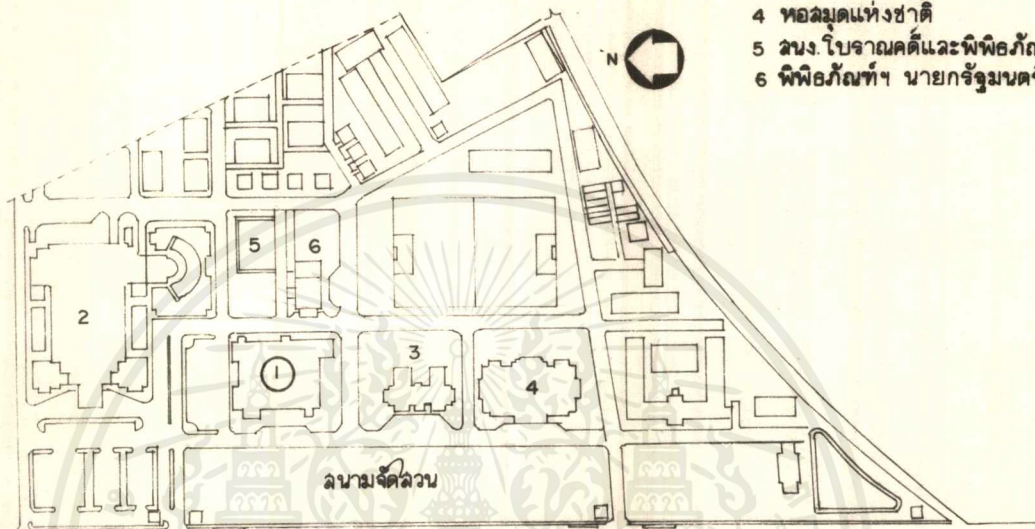 4 หอสมุดแห่งชาติ
N
5 สนง.โบราณคดีและพิพิธภัณ
6 พิพิธภัณฑ์ฯ นายกรัฐมนตรี
5
6
2
1
3
4
สนามจัดสวน